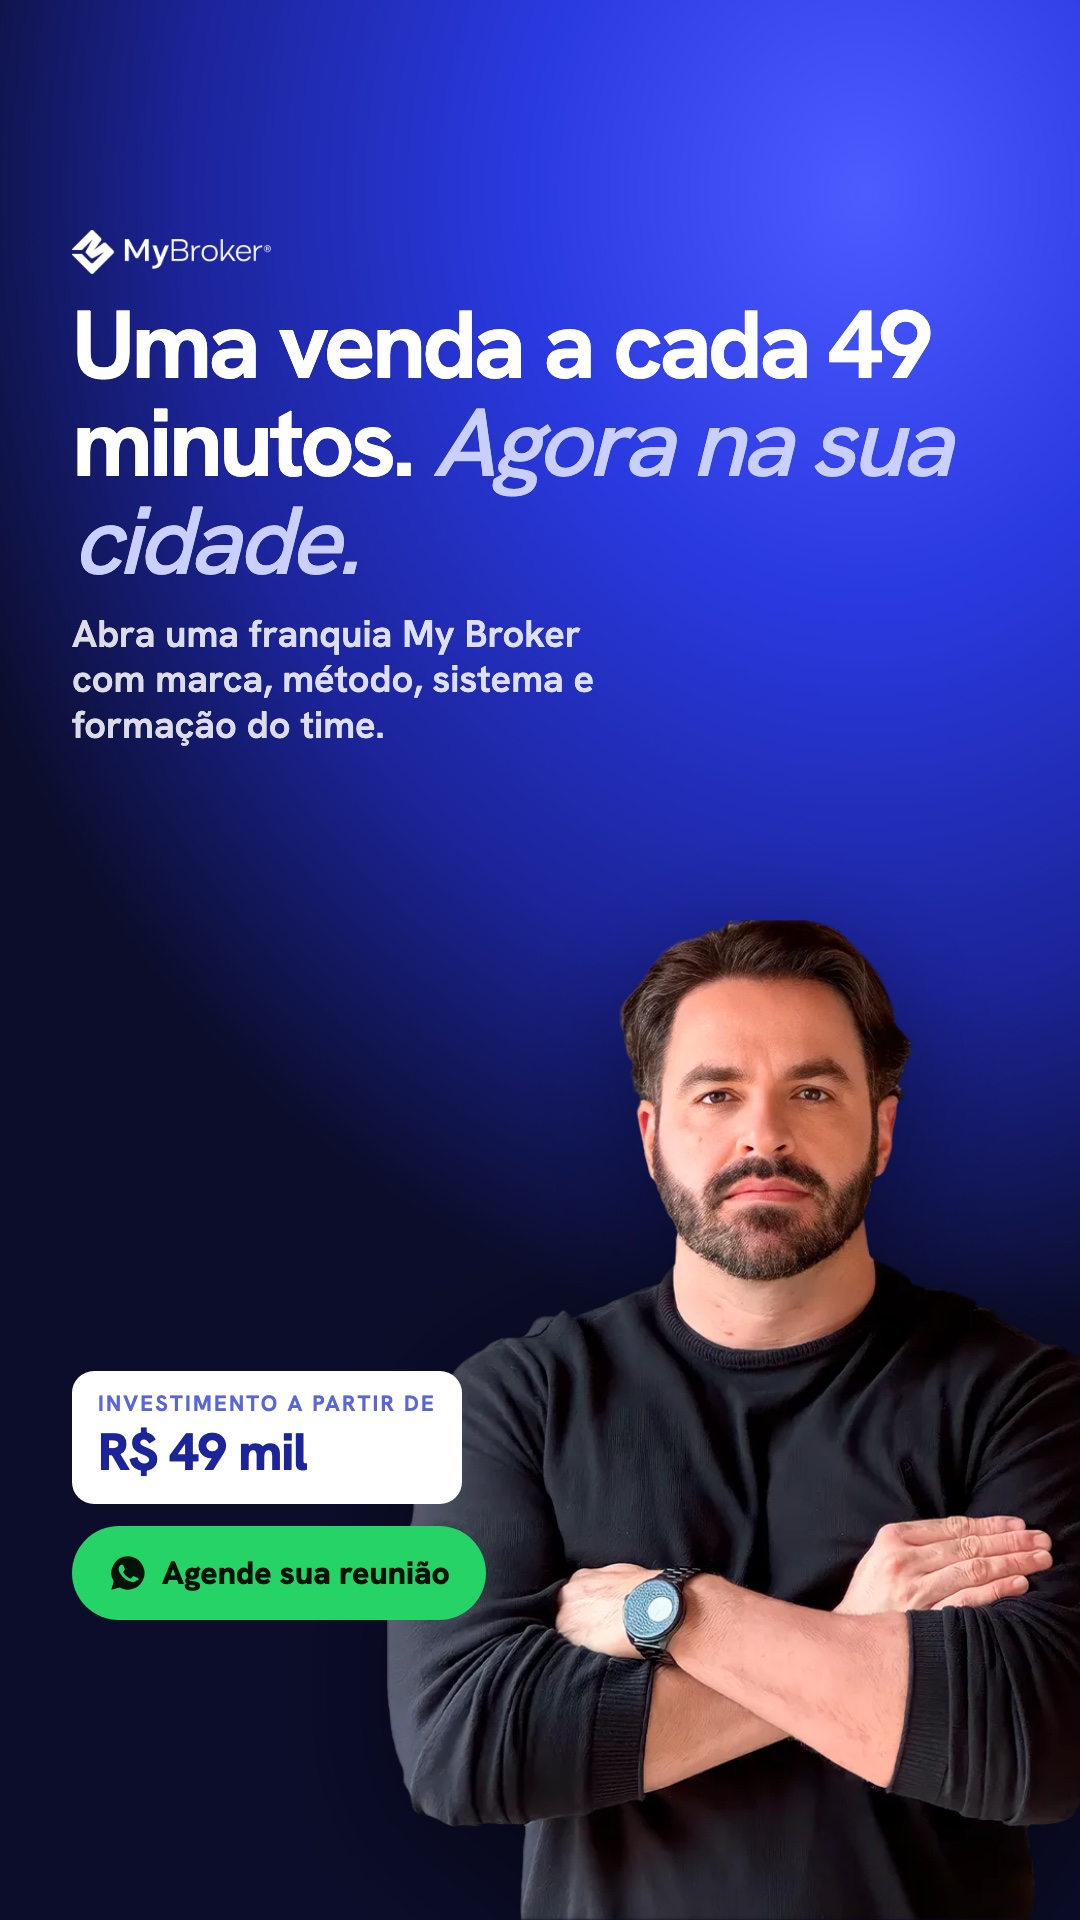 MyBroker®
Uma venda a cada 49
minutos. Agora na sua
cidade.
Abra uma franquia My Broker
com marca, método, sistema e
formação do time.
INVESTIMENTO A PARTIR DE
R$ 49 mil
Agende sua reunião